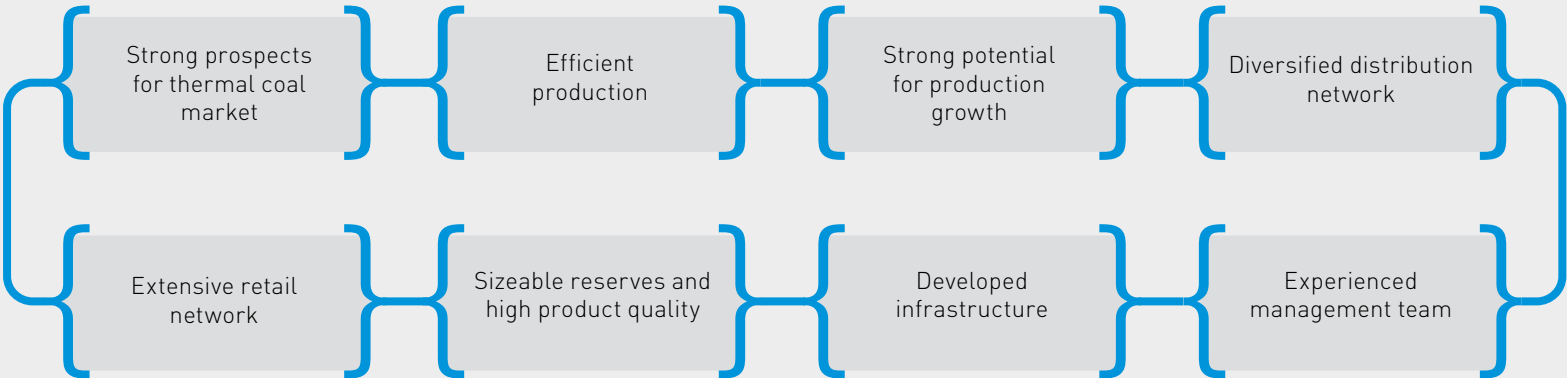 Strong prospects
for thermal coal
market
Efficient
production
Strong potential
for production
growth
Diversified distribution
network
Extensive retail
network
Sizeable reserves and
high product quality
Developed
infrastructure
Experienced
management team